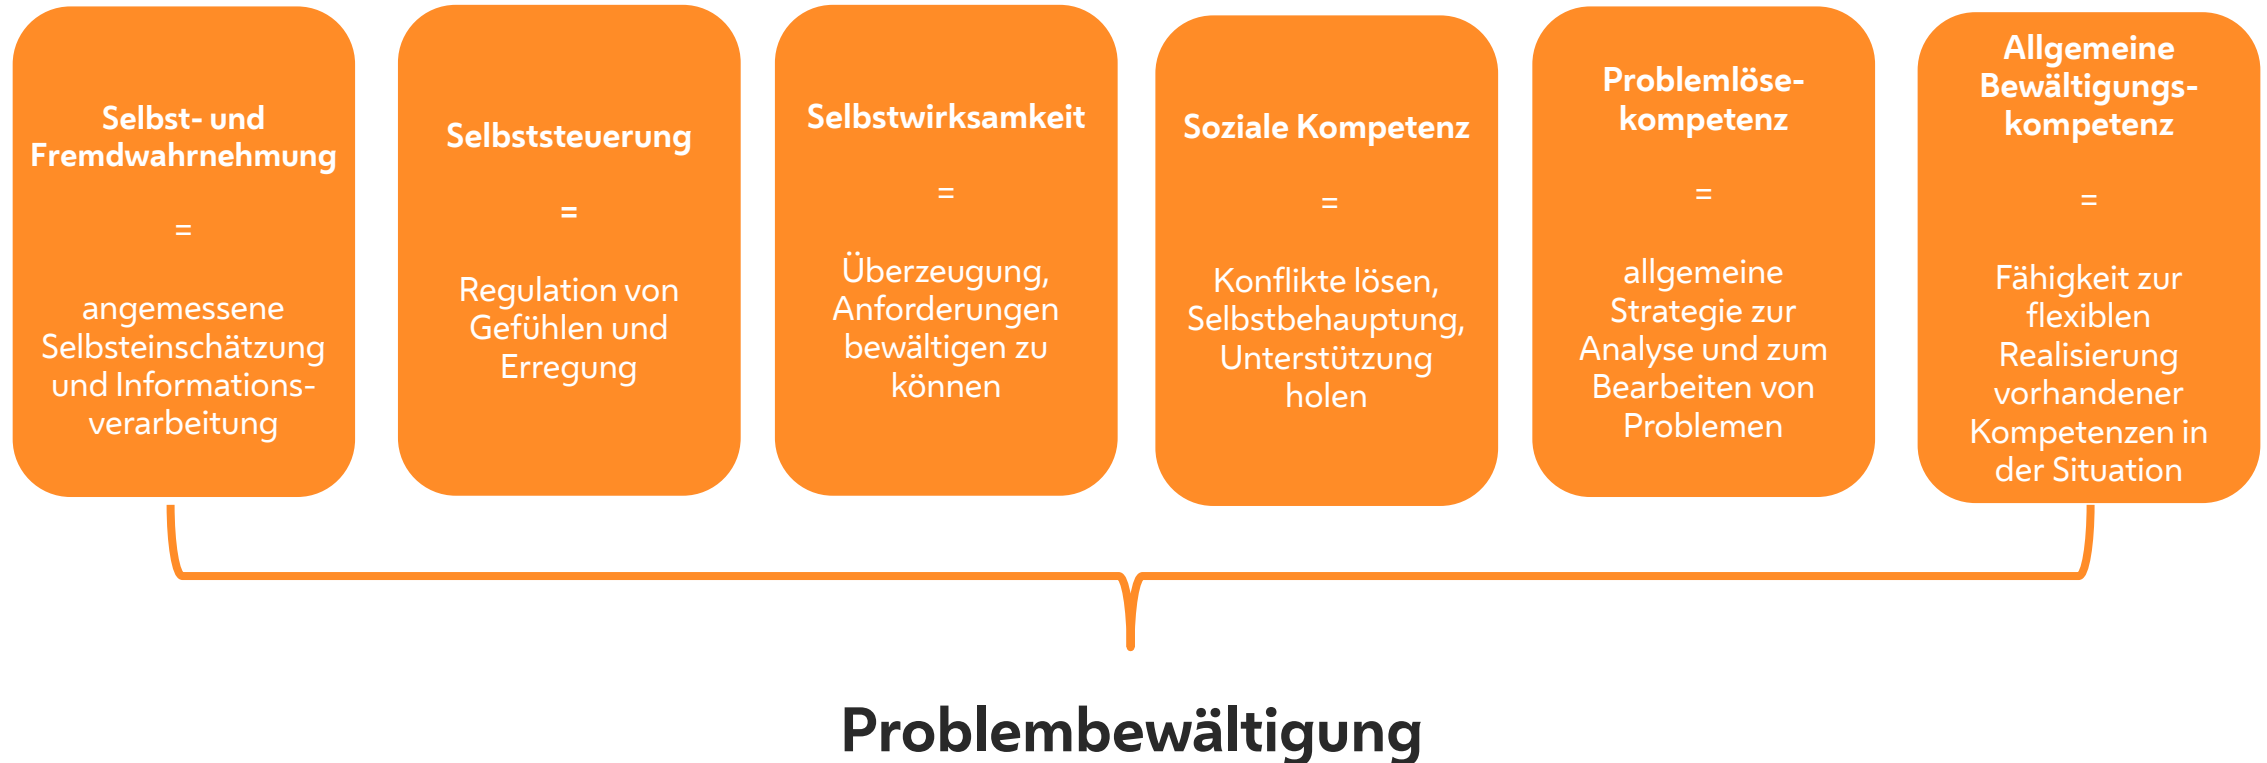 Selbst- und
Fremdwahrnehmung
=
angemessene
Selbsteinschätzung
und Informations-
verarbeitung
Selbststeuerung
=
Regulation von
Gefühlen und
Erregung
Selbstwirksamkeit
=
Überzeugung,
Anforderungen
bewältigen zu
können
Soziale Kompetenz
=
Konflikte lösen,
Selbstbehauptung,
Unterstützung
holen
Problemlöse-
kompetenz
=
allgemeine
Strategie zur
Analyse und zum
Bearbeiten von
Problemen
Allgemeine
Bewältigungs-
kompetenz
=
Fähigkeit zur
flexiblen
Realisierung
vorhandener
Kompetenzen in
der Situation
Problembewältigung